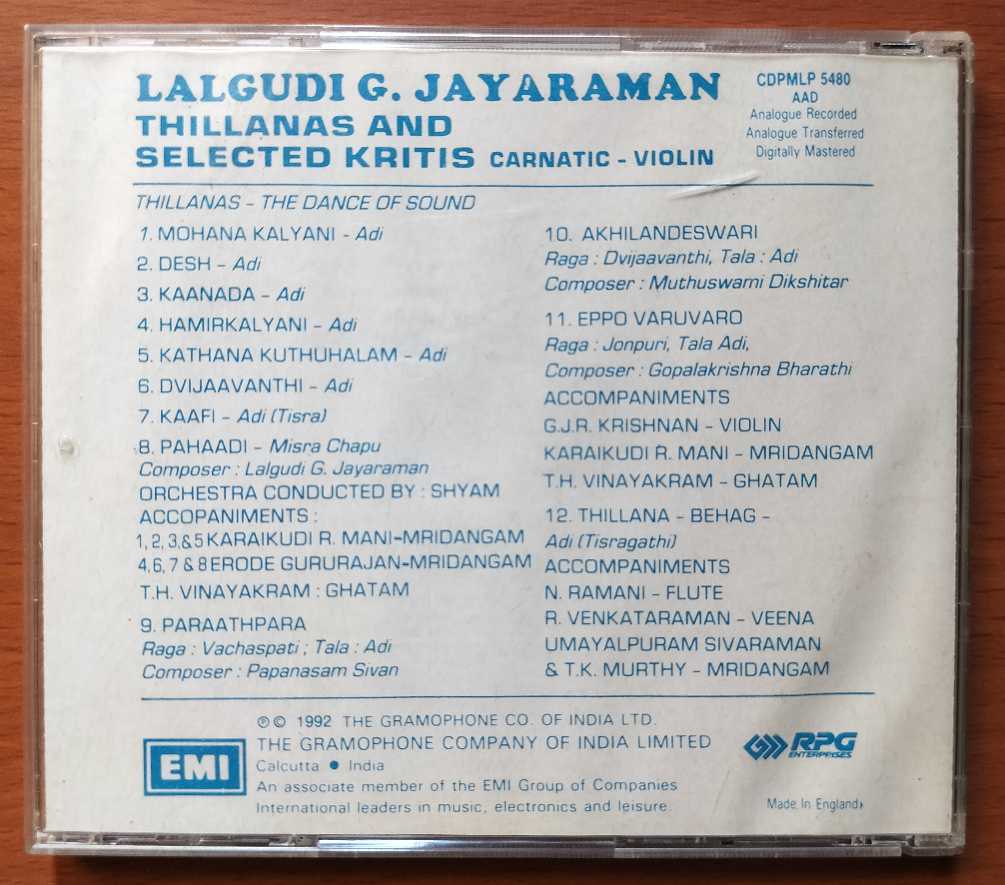 LALGUDI G. JAYARAMAN
THILLANAS AND
SELECTED KRITIS CARNATIC - VIOLIN
CDPMLP 5480
AAD
Analogue Recorded
Analogue Transferred
Digitally Mastered
THILLANAS - THE DANCE OF SOUND
1. MOHANA KALYANI - Adi
2. DESH - Adi
3. KAANADA - Adi
4. HAMIRKALYANI - Adi
5. KATHANA KUTHUHALAM - Adi
6. DVIJAAVANTHI - Adi
7. KAAFI - Adi (Tisra)
8. PAHAADI - Misra Chapu
Composer : Lalgudi G. Jayaraman
ORCHESTRA CONDUCTED BY : SHYAM
ACCOPANIMENTS :
1, 2, 3,& 5 KARAIKUDI R. MANI-MRIDANGAM
4,6, 7 & 8 ERODE GURURAJAN-MRIDANGAM
T.H. VINAYAKRAM : GHATAM
9. PARAATHPARA
Raga : Vachaspati ; Tala : Adi
Composer : Papanasam Sivan
10. AKHILANDESWARI
Raga : Dvijaavanthi, Tala : Adi
Composer : Muthuswami Dikshitar
11. EPPO VARUVARO
Raga : Jonpuri, Tala Adi,
Composer : Gopalakrishna Bharathi
ACCOMPANIMENTS
G.J.R. KRISHNAN - VIOLIN
KARAIKUDI R. MANI - MRIDANGAM
T.H. VINAYAKRAM - GHATAM
12. THILLANA - BEHAG -
Adi (Tisragathi)
ACCOMPANIMENTS
N. RAMANI - FLUTE
R. VENKATARAMAN - VEENA
UMAYALPURAM SIVARAMAN
& T.K. MURTHY - MRIDANGAM
℗ © 1992 THE GRAMOPHONE CO. OF INDIA LTD.
THE GRAMOPHONE COMPANY OF INDIA LIMITED
Calcutta ● India
An associate member of the EMI Group of Companies
International leaders in music, electronics and leisure.
EMI
RPG
ENTERPRISES
Made In England